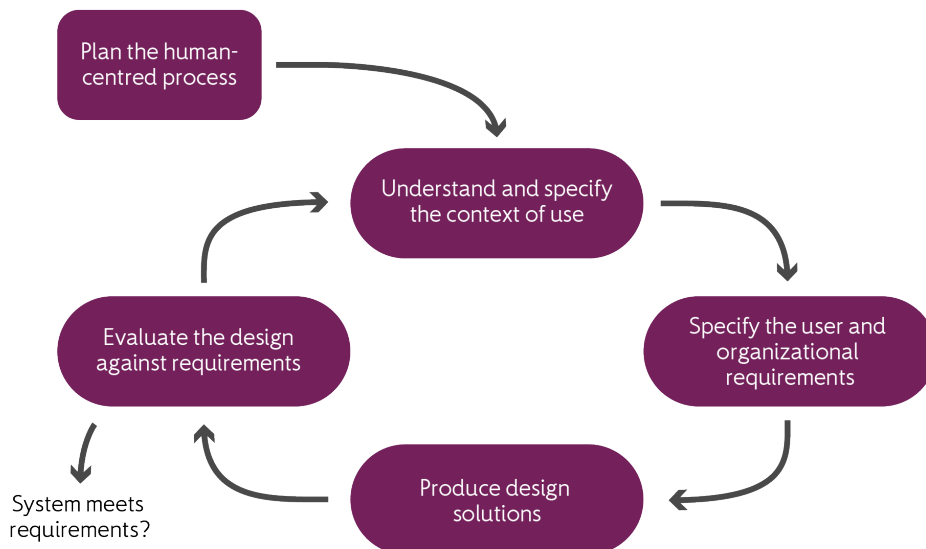 Plan the human-
centred process
Understand and specify
the context of use
Specify the user and
organizational
requirements
Produce design
solutions
Evaluate the design
against requirements
System meets
requirements?